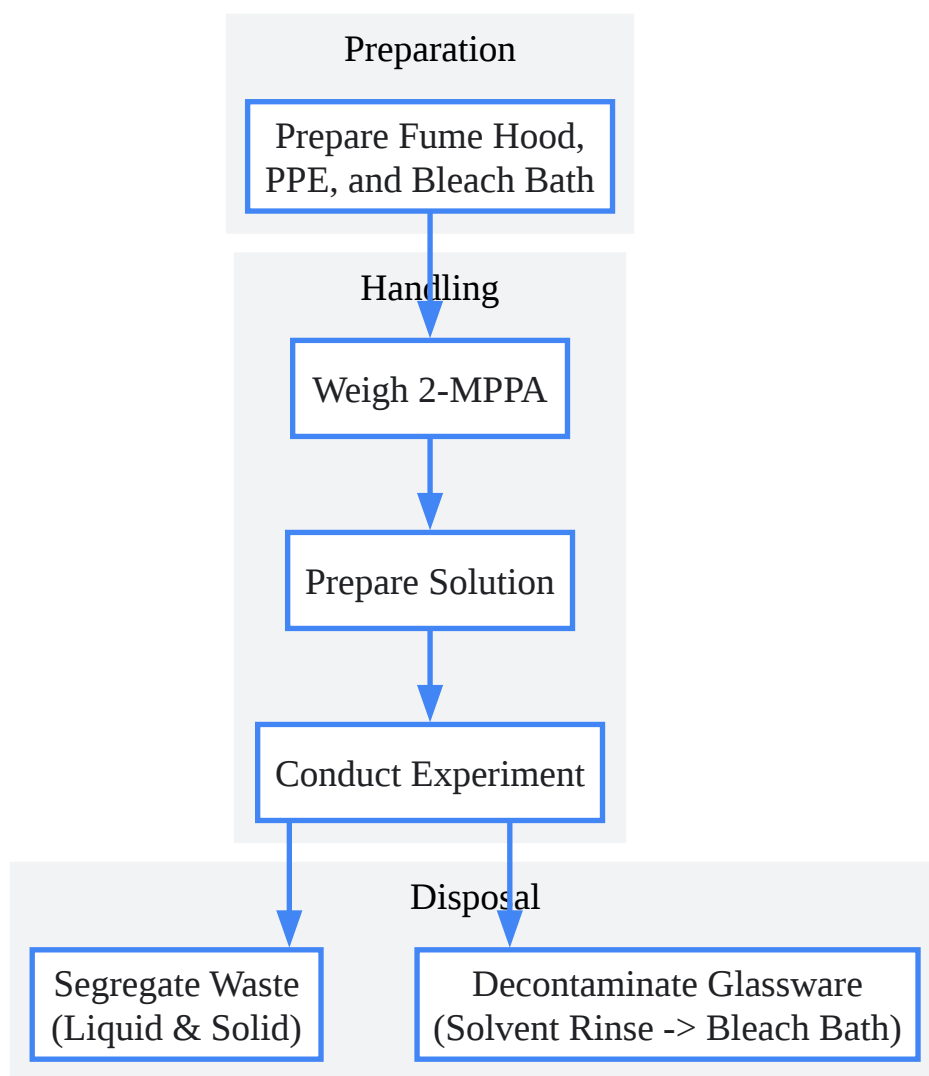 Preparation
Prepare Fume Hood,
PPE, and Bleach Bath
Handling
Weigh 2-MPPA
Prepare Solution
Conduct Experiment
Disposal
Segregate Waste
(Liquid & Solid)
Decontaminate Glassware
(Solvent Rinse -> Bleach Bath)